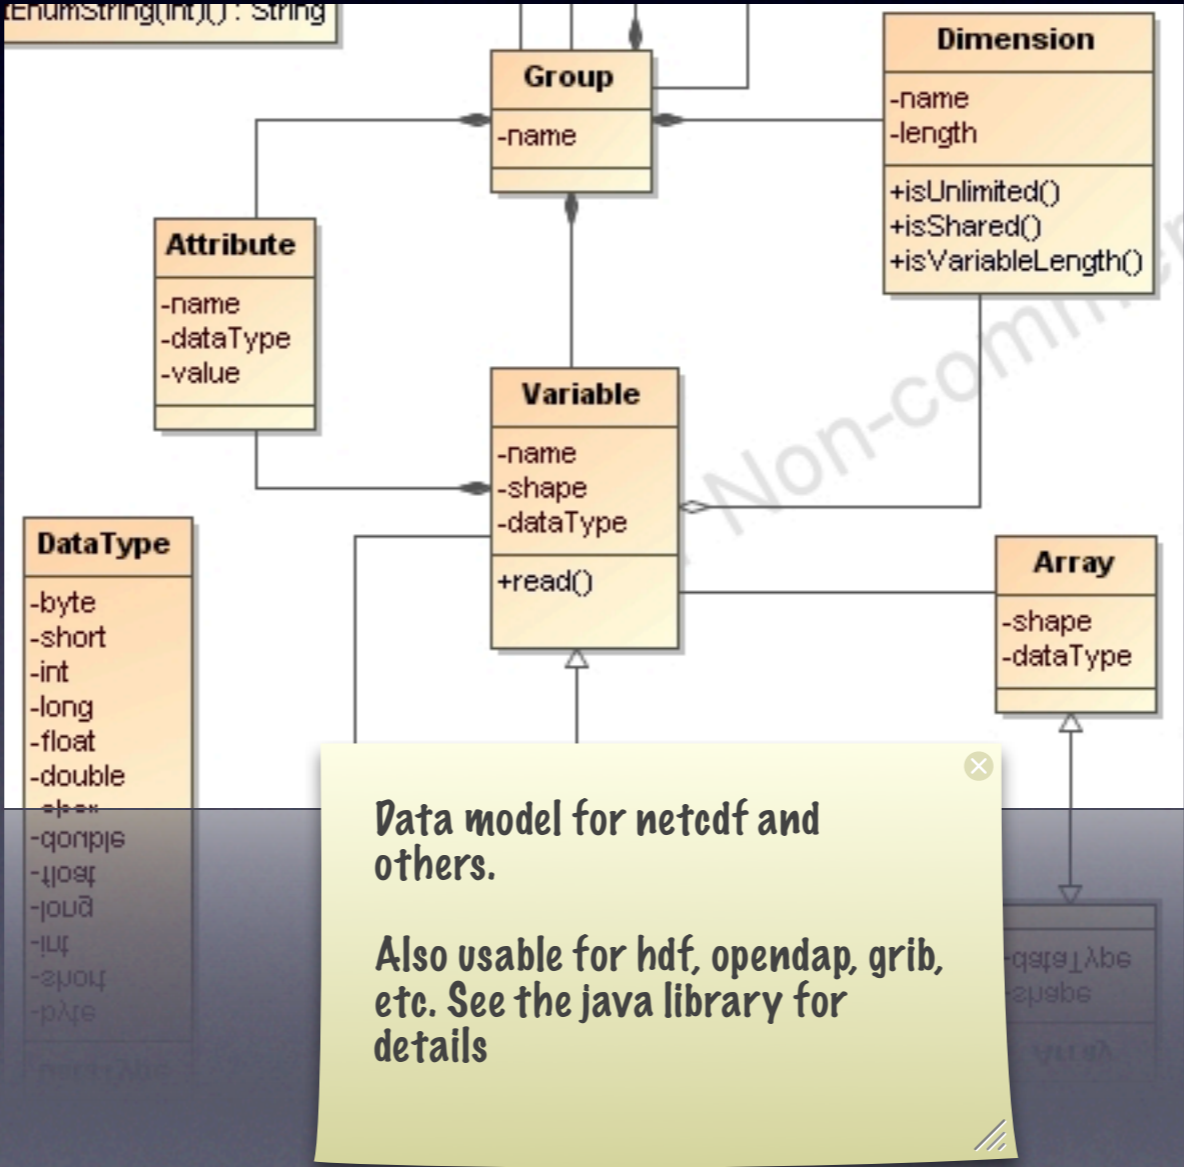 tEnumString(int)() : String
Group
-name
Dimension
-name
-length
+isUnlimited()
+isShared()
+isVariableLength()
Attribute
-name
-dataType
-value
Variable
-name
-shape
-dataType
+read()
DataType
-byte
-short
-int
-long
-float
-double
Array
-shape
-dataType
Non-commer
Data model for netcdf and
others.
Also usable for hdf, opendap, grib,
etc. See the java library for
details